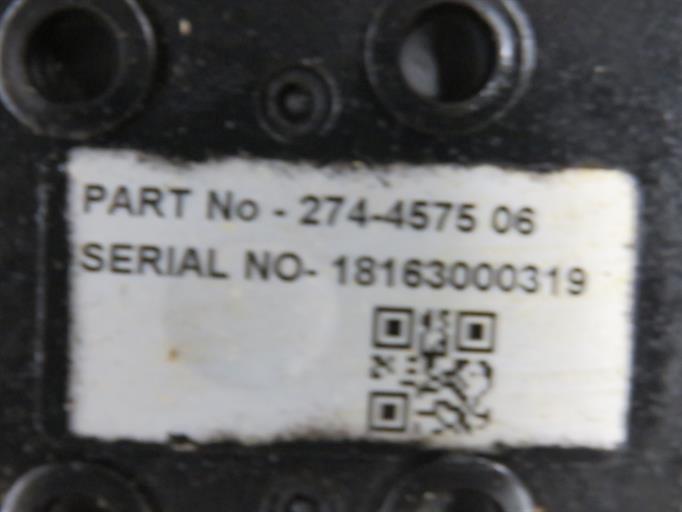 PART No - 274-4575 06
SERIAL NO- 18163000319